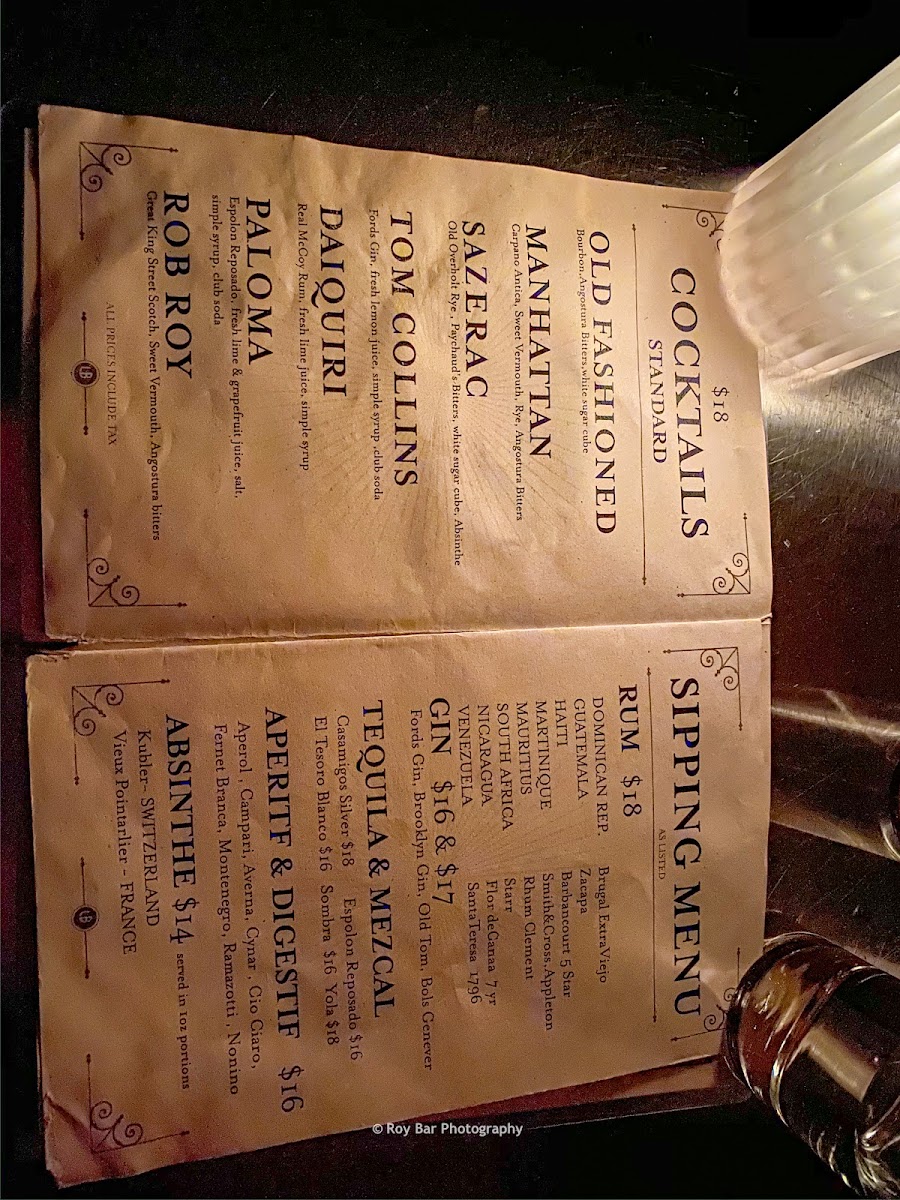 $18
COCKTAILS
STANDARD
OLD FASHIONED
Bourbon, Angostura Bitters, white sugar cube
MANHATTAN
Carpano Antica, Sweet Vermouth, Rye, Angostura Bitters
SAZERAC
Old Overholt Rye , Paychaud's Bitters, white sugar cube, Absinthe
TOM COLLINS
Fords Gin, fresh lemon juice, simple syrup ,club soda
DAIQUIRI
Real McCoy Rum, fresh lime juice, simple syrup
PALOMA
Espolon Reposado, fresh lime & grapefruit juice, salt,
simple syrup, club soda
ROB ROY
Great King Street Scotch, Sweet Vermouth, Angostura bitters
ALL PRICES INCLUDE TAX
18
SIPPING MENU
AS LISTED
RUM $18
DOMINICAN REP. Brugal ExtraViejo
GUATEMALA Zacapa
HAITI Barbancourt 5 Star
MARTINIQUE Smith&Cross,Appleton
MAURITIUS Rhum Clement
SOUTH AFRICA Starr
NICARAGUA Flor deGanaa 7 yr
VENEZUELA SantaTeresa 1796
GIN $16 & $17
Fords Gin, Brooklyn Gin, Old Tom, Bols Genever
TEQUILA & MEZCAL
Casamigos Silver $18 Espolon Reposado $16
El Tesoro Blanco $16 Sombra $16 Yola $18
APERITF & DIGESTIF $16
Aperol , Campari, Averna, Cynar , Cio Ciaro,
Fernet Branca, Montenegro, Ramazotti , Nonino
ABSINTHE $14 served in 1oz portions
Kubler- SWITZERLAND
Vieux Pointarlier - FRANCE
18
© Roy Bar Photography